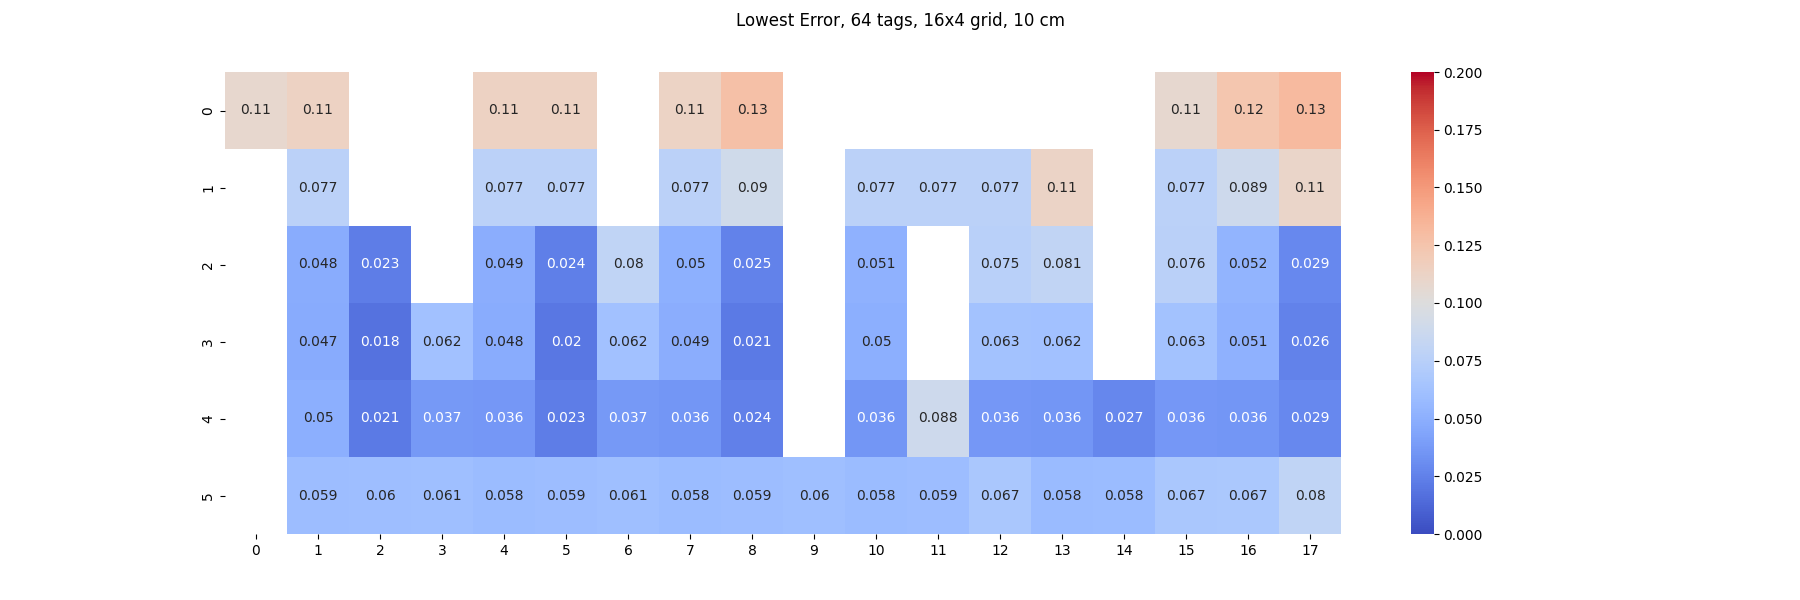 Lowest Error, 64 tags, 16x4 grid, 10 cm
0 0.11 0.11 0.11 0.11 0.11 0.13 0.11 0.12 0.13 0.200
0.175
1 0.077 0.077 0.077 0.077 0.09 0.077 0.077 0.077 0.11 0.077 0.089 0.11
0.150
2 0.048 0.023 0.049 0.024 0.08 0.05 0.025 0.051 0.075 0.081 0.076 0.052 0.029 0.125
0.100
3 0.047 0.018 0.062 0.048 0.02 0.062 0.049 0.021 0.05 0.063 0.062 0.063 0.051 0.026
0.075
4 0.05 0.021 0.037 0.036 0.023 0.037 0.036 0.024 0.036 0.088 0.036 0.036 0.027 0.036 0.036 0.029
0.050
5 0.059 0.06 0.061 0.058 0.059 0.061 0.058 0.059 0.06 0.058 0.059 0.067 0.058 0.058 0.067 0.067 0.08 0.025
0.000
0 1 2 3 4 5 6 7 8 9 10 11 12 13 14 15 16 17